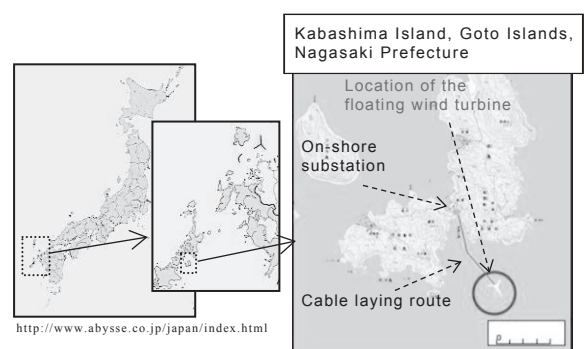 Kabashima Island, Goto Islands,
Nagasaki Prefecture
Location of the
floating wind turbine
On-shore
substation
Cable laying route
http://www.abysse.co.jp/japan/index.html